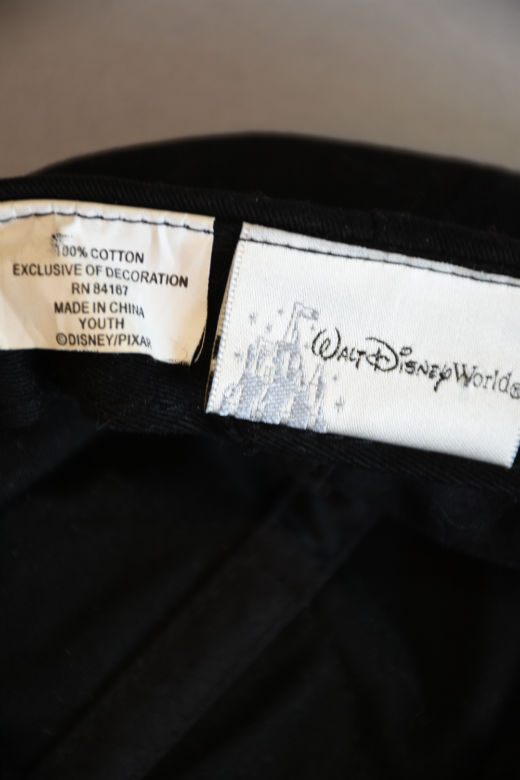 100% COTTON
EXCLUSIVE OF DECORATION
RN 84167
MADE IN CHINA
YOUTH
©DISNEY/PIXAR
WALT DISNEY World®